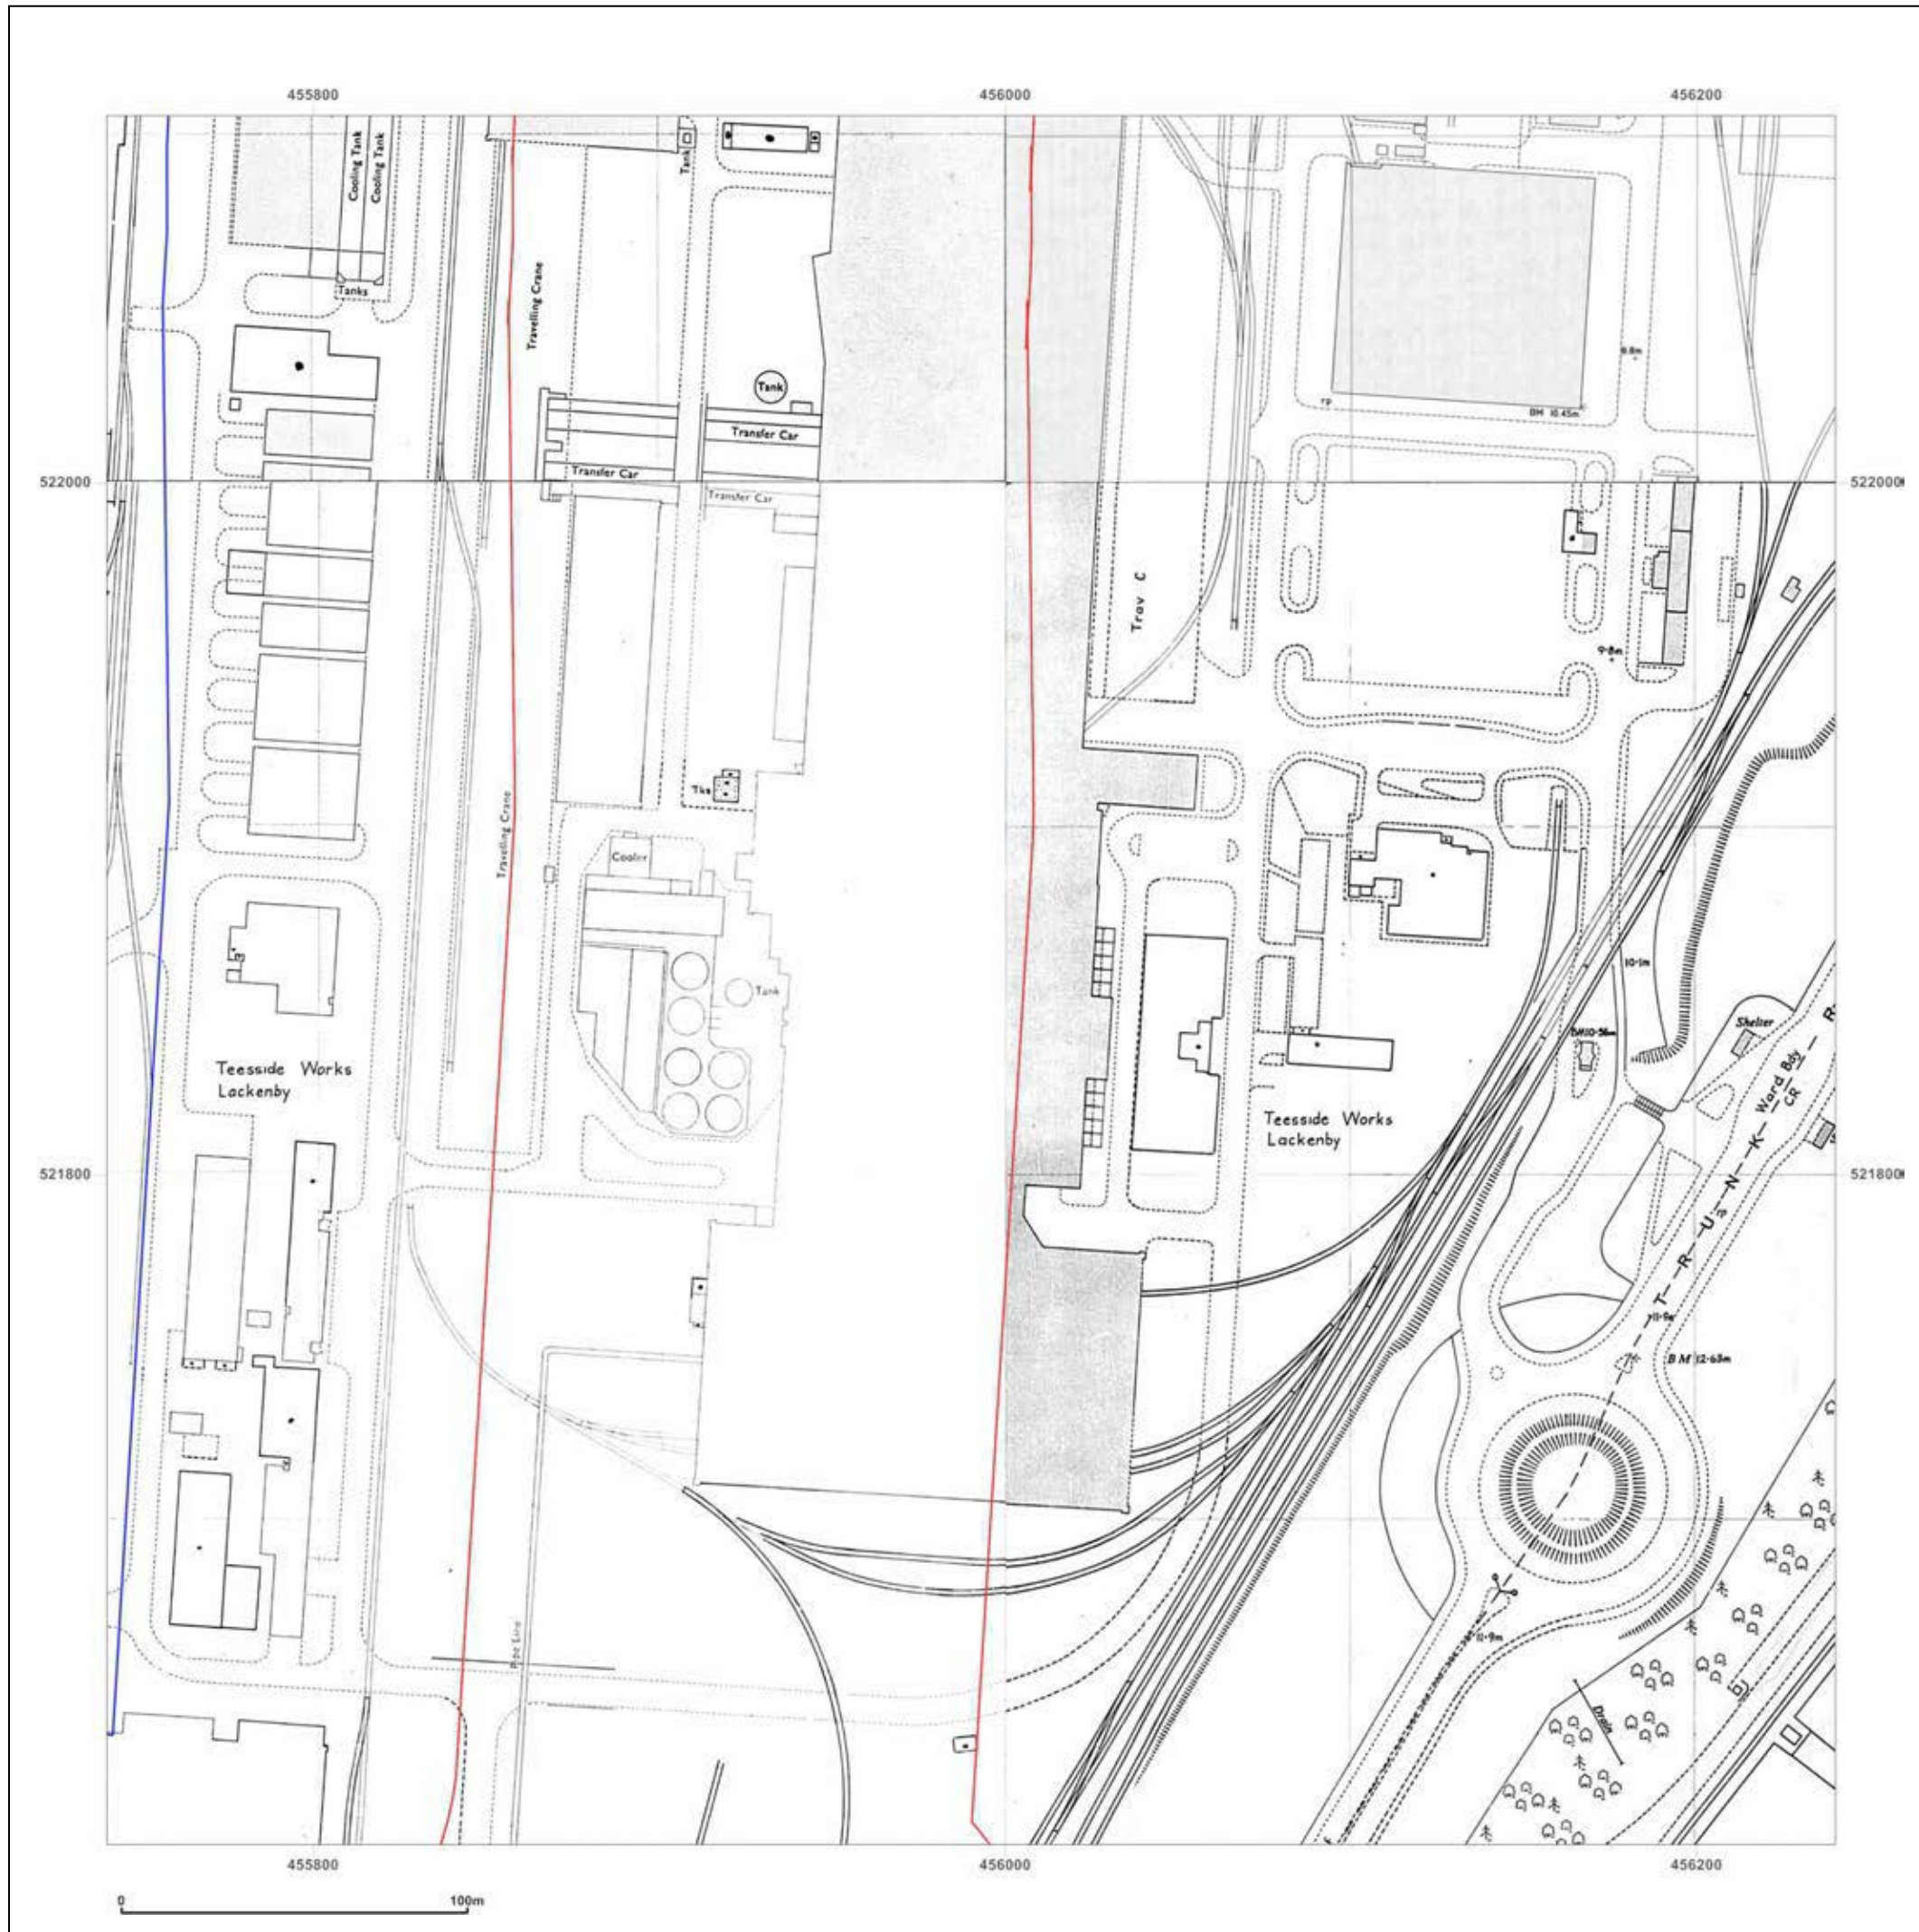 455800
456000
456200
Cooling Tank
Cooling Tank
Tank
Tanks
Travelling Crane
Tank
Transfer Car
Transfer Car
8.8m
TP
BM 10.45m
522000
522000
Transfer Car
Trav C
9·8m
Tks
Travelling Crane
Cooler
Tank
10·1m
Shelter
Ward Bdy
CR
Teesside Works
Lackenby
Teesside Works
Lackenby
521800
521800
TRUNK R
11·9m
BM 12·63m
Pipe Line
11·9m
Drain
455800
456000
456200
0
100m